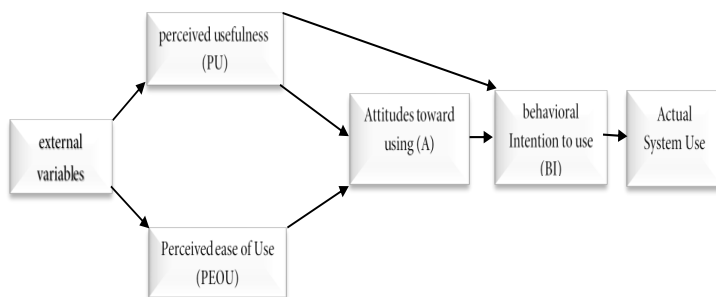 perceived usefulness
(PU)
external
variables
Perceived ease of Use
(PEOU)
Attitudes toward
using (A)
behavioral
Intention to use
(BI)
Actual
System Use